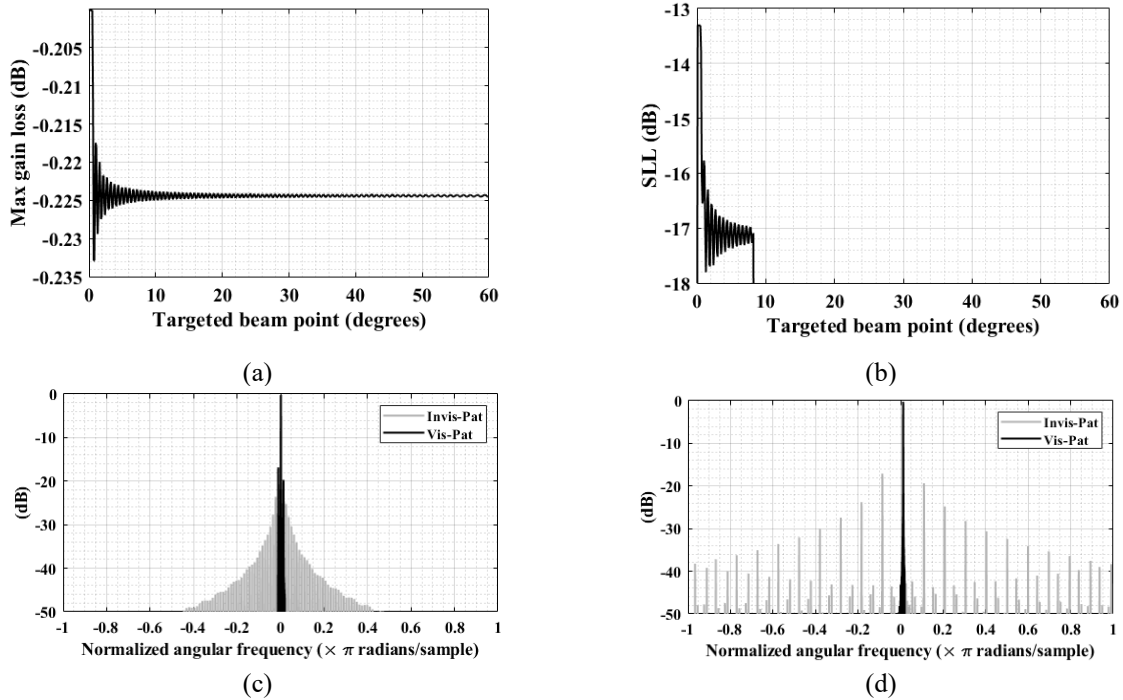 -0.205
-0.21
-0.215
-0.22
-0.225
-0.23
-0.235
Max gain loss (dB)
0 10 20 30 40 50 60
Targeted beam point (degrees)
(a)
-13
-14
-15
-16
-17
-18
SLL (dB)
0 10 20 30 40 50 60
Targeted beam point (degrees)
(b)
0
-10
-20
-30
-40
-50
(dB)
Invis-Pat
Vis-Pat
-1 -0.8 -0.6 -0.4 -0.2 0 0.2 0.4 0.6 0.8 1
Normalized angular frequency (× π radians/sample)
(c)
0
-10
-20
-30
-40
-50
(dB)
Invis-Pat
Vis-Pat
-1 -0.8 -0.6 -0.4 -0.2 0 0.2 0.4 0.6 0.8 1
Normalized angular frequency (× π radians/sample)
(d)